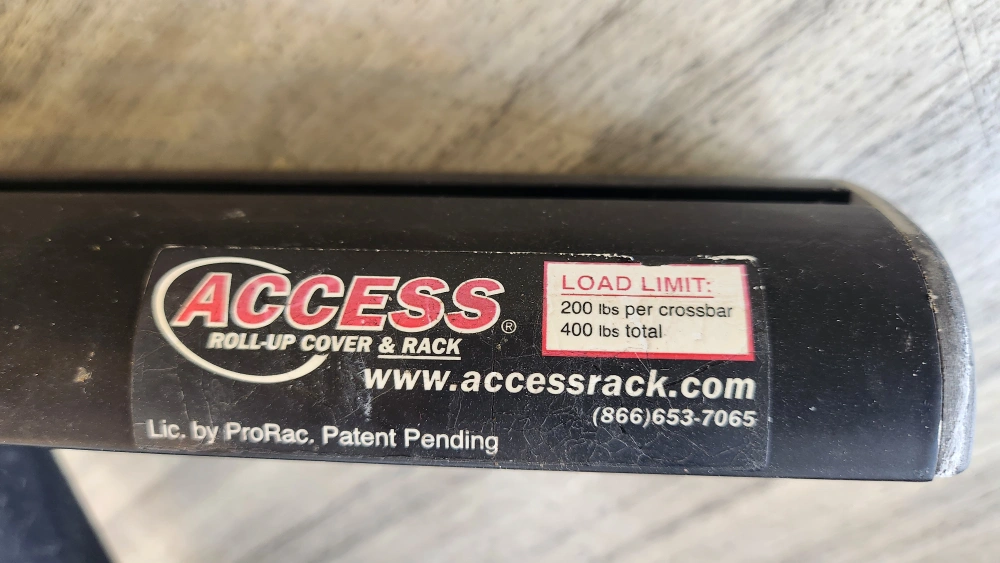 ACCESS®
ROLL-UP COVER & RACK
LOAD LIMIT:
200 lbs per crossbar
400 lbs total
www.accessrack.com
(866)653-7065
Lic. by ProRac. Patent Pending